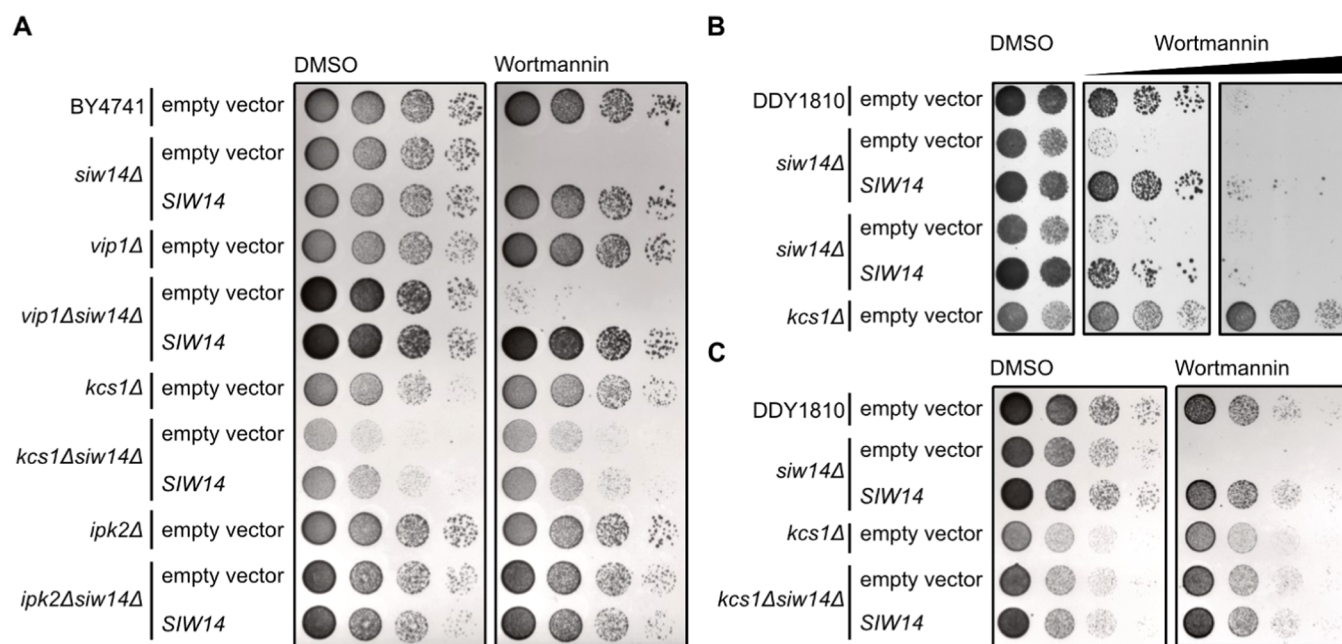 A
DMSO
Wortmannin
BY4741
empty vector
siw14Δ
empty vector
SIW14
vip1Δ
empty vector
vip1Δsiw14Δ
empty vector
SIW14
kcs1Δ
empty vector
kcs1Δsiw14Δ
empty vector
SIW14
ipk2Δ
empty vector
ipk2Δsiw14Δ
empty vector
SIW14
B
DMSO
Wortmannin
DDY1810
empty vector
siw14Δ
empty vector
SIW14
siw14Δ
empty vector
SIW14
kcs1Δ
empty vector
C
DMSO
Wortmannin
DDY1810
empty vector
siw14Δ
empty vector
SIW14
kcs1Δ
empty vector
kcs1Δsiw14Δ
empty vector
SIW14